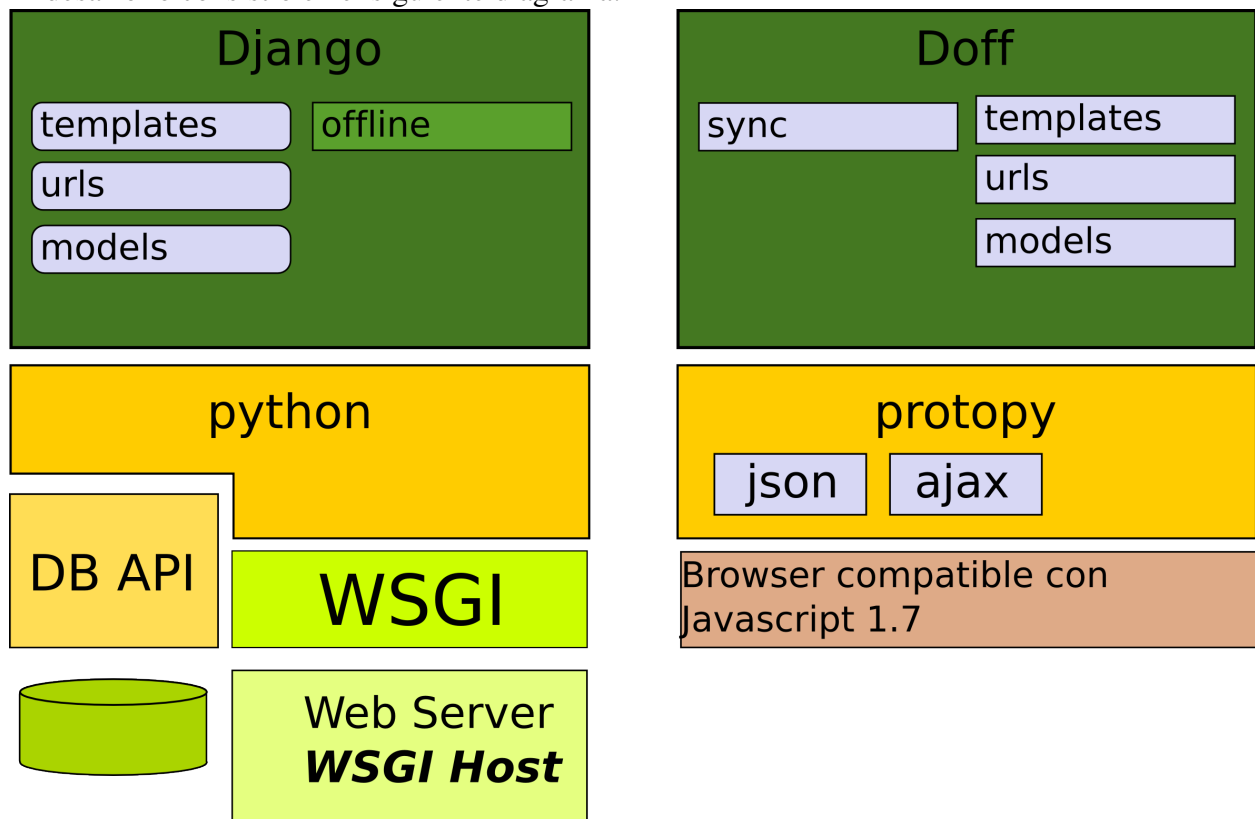 Django
templates
offline
urls
models
python
DB API
WSGI
Web Server
WSGI Host
Doff
sync
templates
urls
models
protopy
json
ajax
Browser compatible con
Javascript 1.7